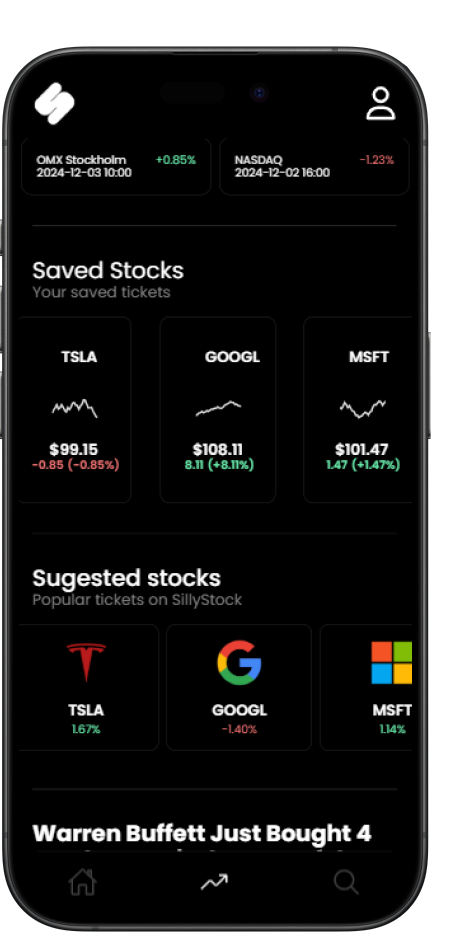 OMX Stockholm +0.85%
2024-12-03 10:00
NASDAQ -1.23%
2024-12-02 16:00
Saved Stocks
Your saved tickets
TSLA
$99.15
-0.85 (-0.85%)
GOOGL
$108.11
8.11 (+8.11%)
MSFT
$101.47
1.47 (+1.47%)
Sugested stocks
Popular tickets on SillyStock
TSLA
1.67%
GOOGL
-1.40%
MSFT
1.14%
Warren Buffett Just Bought 4